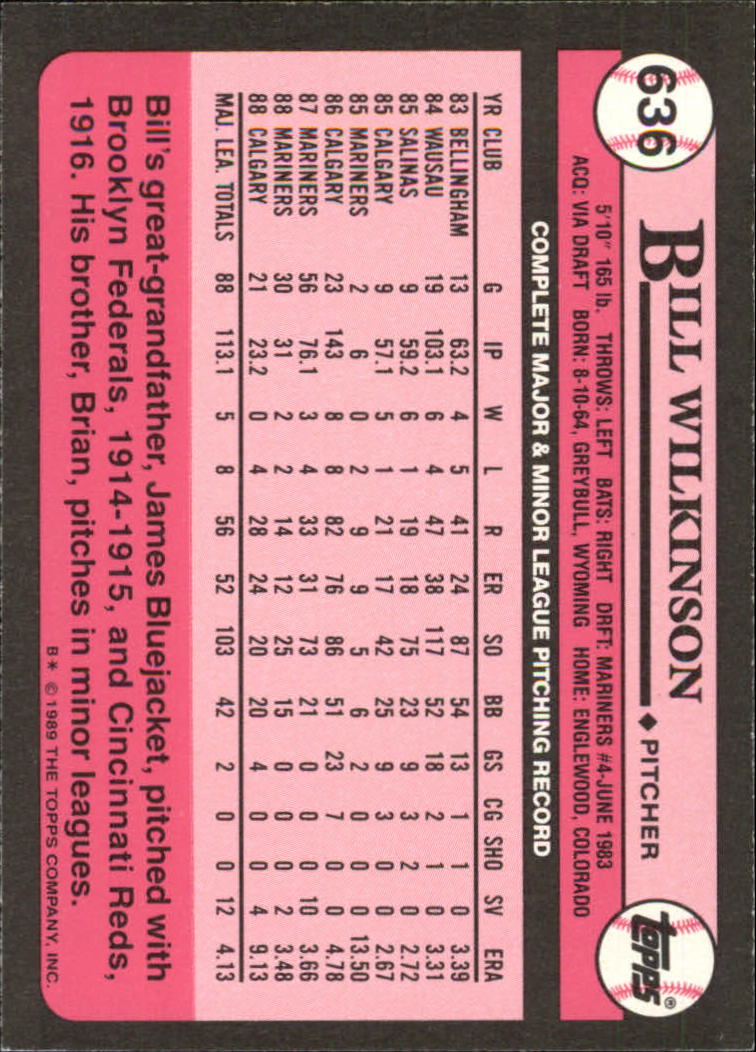 636
BILL WILKINSON ◆ PITCHER
topps®
5'10" 165 lb. THROWS: LEFT BATS: RIGHT DRFT: MARINERS #4-JUNE 1983
ACQ: VIA DRAFT BORN: 8-10-64, GREYBULL, WYOMING HOME: ENGLEWOOD, COLORADO
COMPLETE MAJOR & MINOR LEAGUE PITCHING RECORD
YR CLUB G IP W L R ER SO BB GS CG SHO SV ERA
83 BELLINGHAM 13 63.2 4 5 41 24 87 54 13 1 1 0 3.39
84 WAUSAU 19 103.1 6 4 47 38 117 52 18 2 1 0 3.31
85 SALINAS 9 59.2 6 1 19 18 75 23 9 3 2 0 2.72
85 CALGARY 9 57.1 5 1 21 17 42 25 9 3 0 0 2.67
85 MARINERS 2 6 0 2 9 9 5 6 2 0 0 0 13.50
86 CALGARY 23 143 8 8 82 76 86 51 23 7 0 0 4.78
87 MARINERS 56 76.1 3 4 33 31 73 21 0 0 0 10 3.66
88 MARINERS 30 31 2 2 14 12 25 15 0 0 0 2 3.48
88 CALGARY 21 23.2 0 4 28 24 20 20 4 0 0 4 9.13
MAJ. LEA. TOTALS 88 113.1 5 8 56 52 103 42 2 0 0 12 4.13
Bill's great-grandfather, James Bluejacket, pitched with
Brooklyn Federals, 1914-1915, and Cincinnati Reds,
1916. His brother, Brian, pitches in minor leagues.
B* © 1989 THE TOPPS COMPANY, INC.